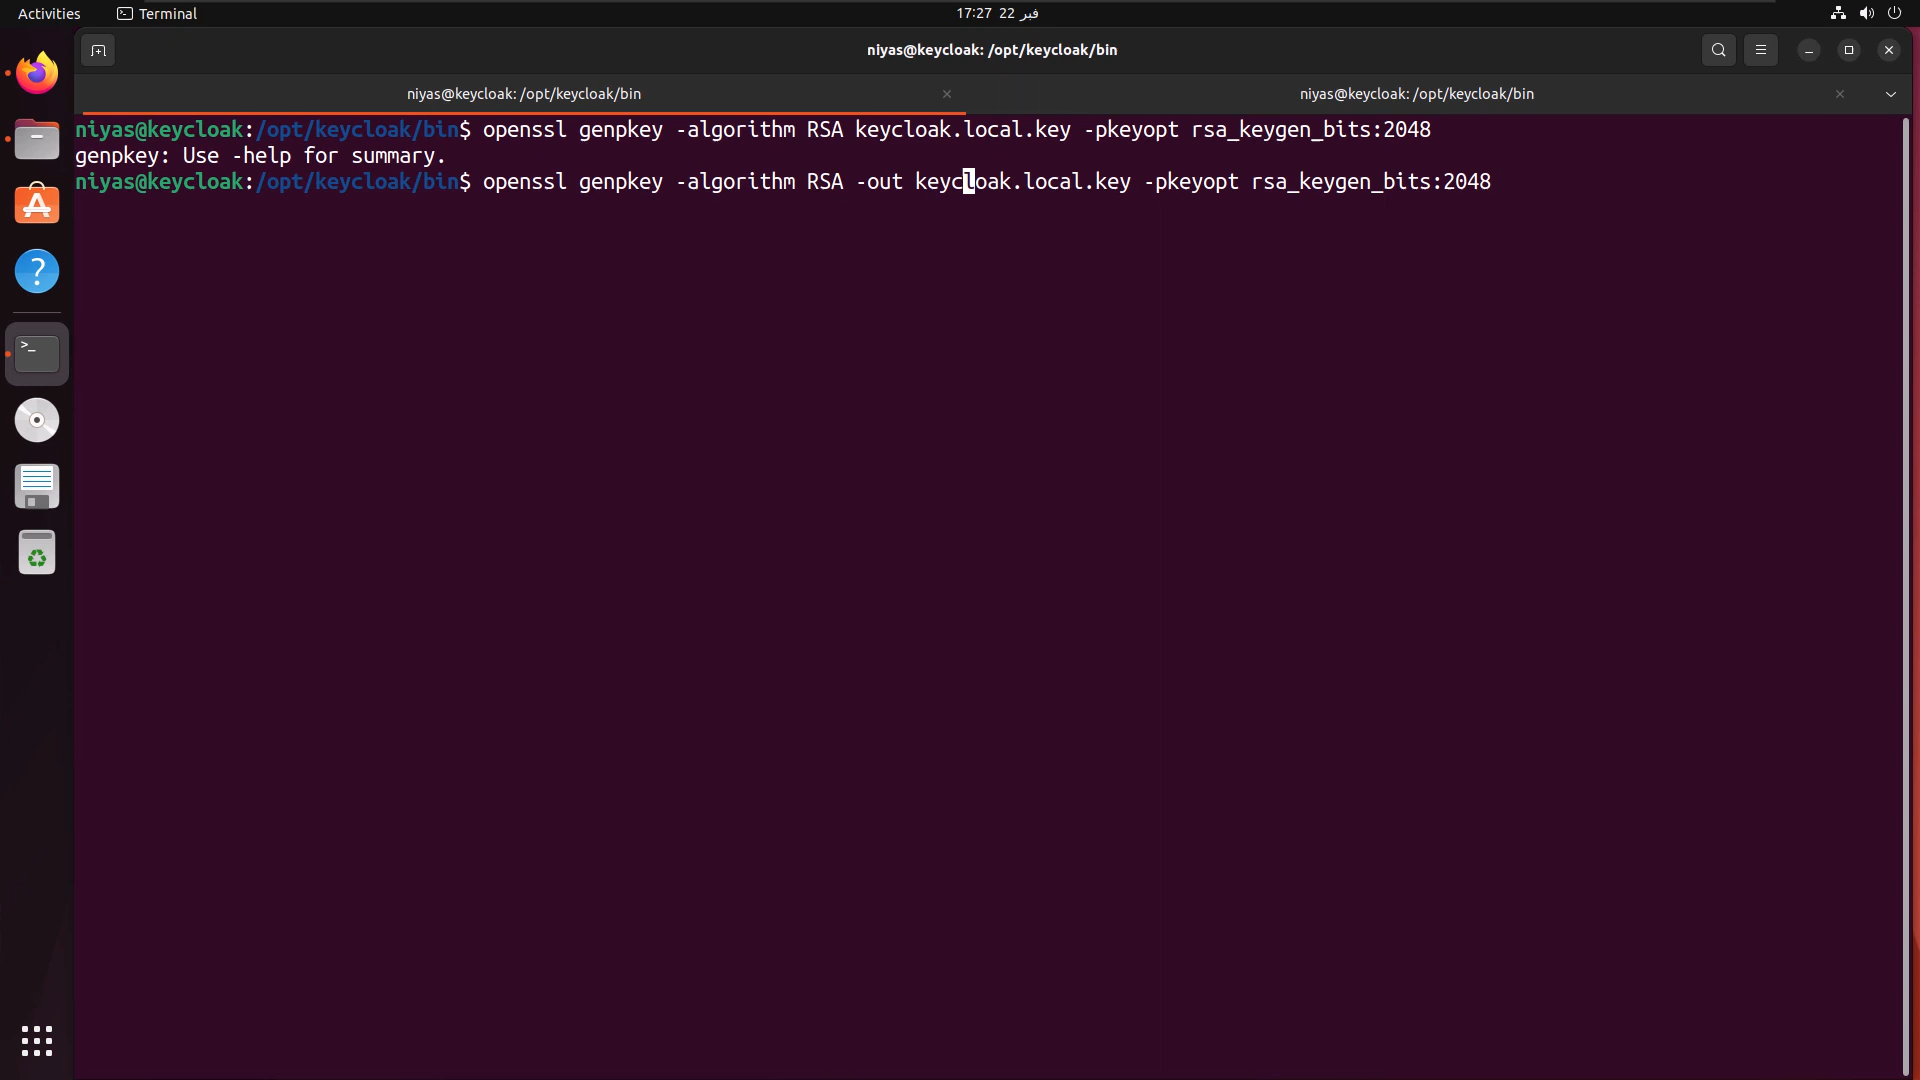 Activities
Terminal
17:27 22 فبر
niyas@keycloak: /opt/keycloak/bin
niyas@keycloak: /opt/keycloak/bin
niyas@keycloak: /opt/keycloak/bin
niyas@keycloak:/opt/keycloak/bin$ openssl genpkey -algorithm RSA keycloak.local.key -pkeyopt rsa_keygen_bits:2048
genpkey: Use -help for summary.
niyas@keycloak:/opt/keycloak/bin$ openssl genpkey -algorithm RSA -out keycloak.local.key -pkeyopt rsa_keygen_bits:2048